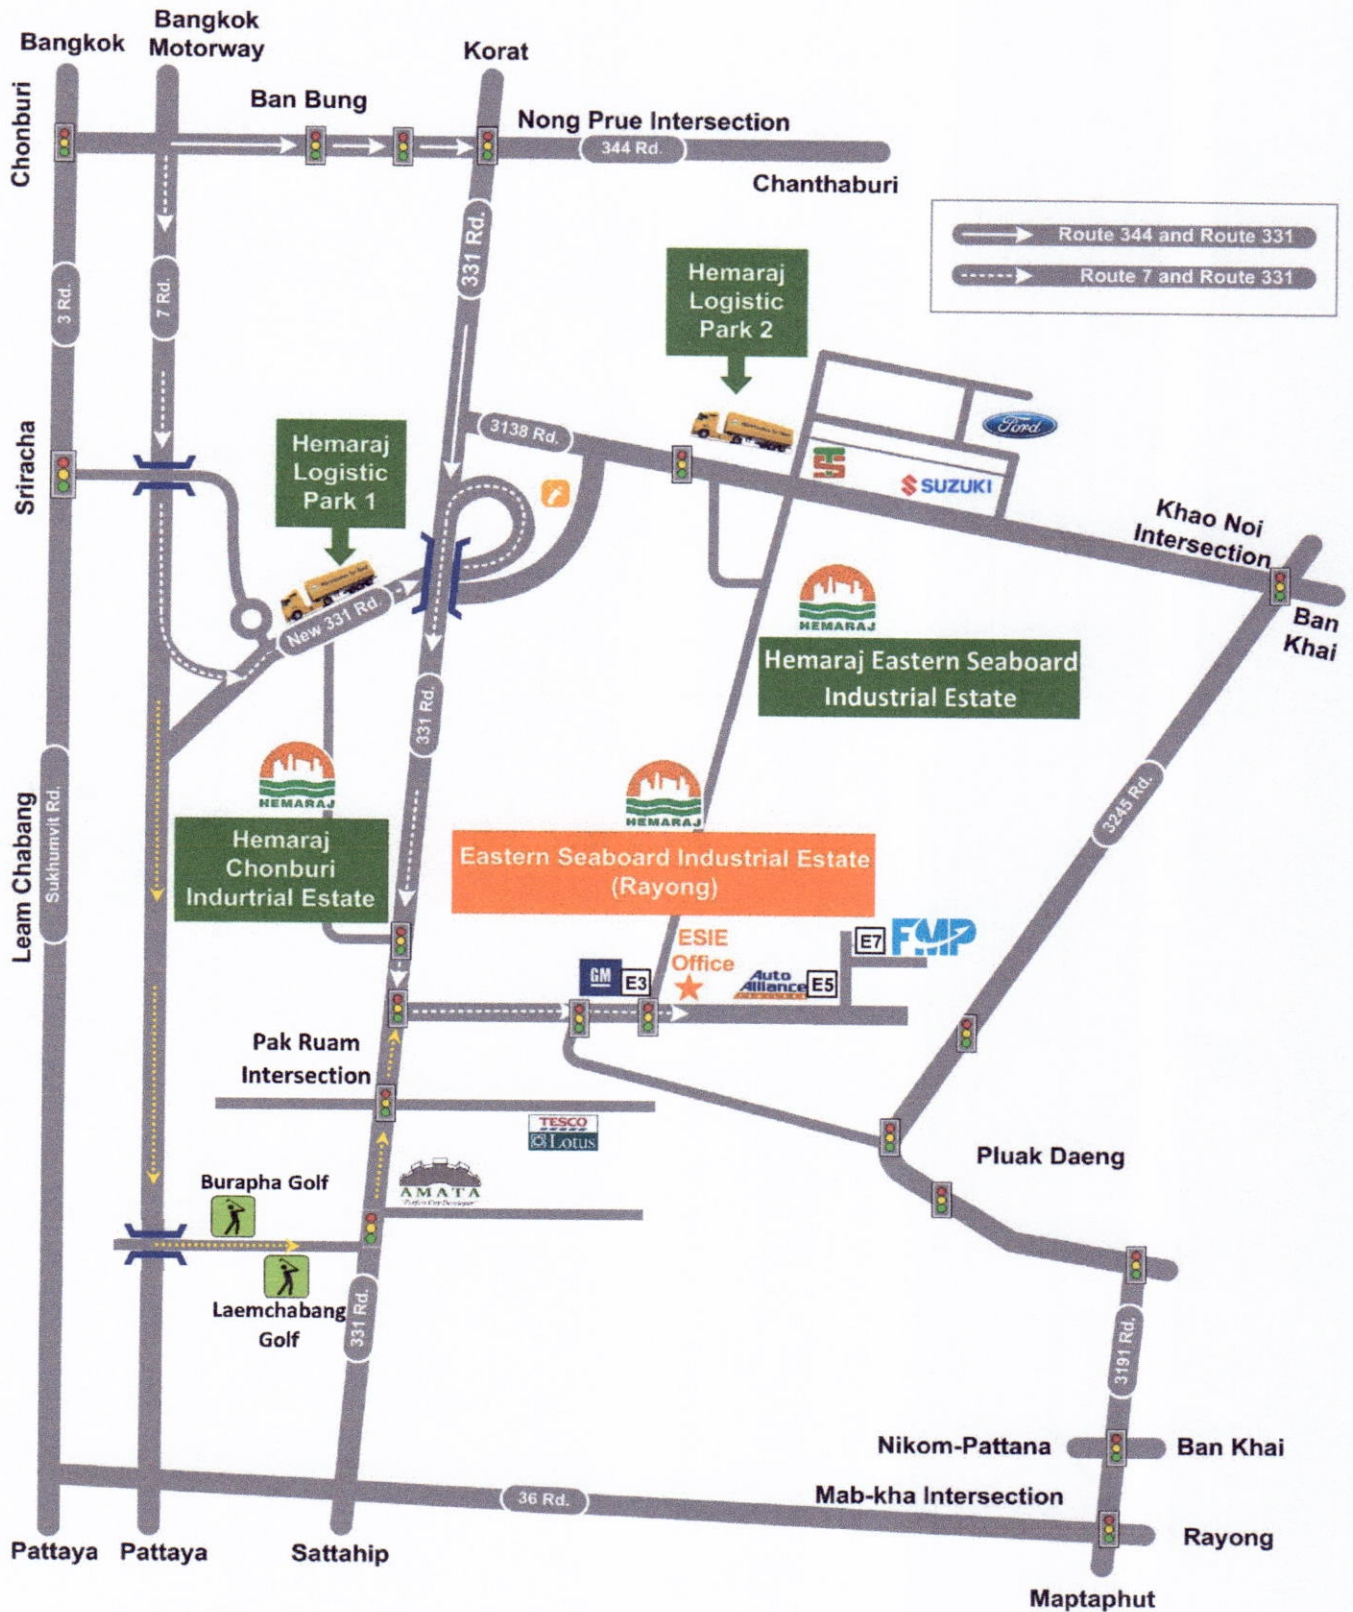 Bangkok
Bangkok
Motorway
Korat
Chonburi
Ban Bung
Nong Prue Intersection
344 Rd.
Chanthaburi
331 Rd.
Route 344 and Route 331
Route 7 and Route 331
3 Rd.
7 Rd.
Hemaraj
Logistic
Park 2
Sriracha
Hemaraj
Logistic
Park 1
3138 Rd.
Ford
SUZUKI
Khao Noi
Intersection
New 331 Rd.
HEMARAJ
Ban
Khai
Hemaraj Eastern Seaboard
Industrial Estate
331 Rd.
Leam Chabang
Sukhumvit Rd.
HEMARAJ
HEMARAJ
3245 Rd.
Hemaraj
Chonburi
Indurtrial Estate
Eastern Seaboard Industrial Estate
(Rayong)
ESIE
Office
E7
FMP
GM
E3
Auto
Alliance
E5
Pak Ruam
Intersection
TESCO
Lotus
Pluak Daeng
AMATA
Burapha Golf
Laemchabang
Golf
331 Rd.
3191 Rd.
Nikom-Pattana
Ban Khai
36 Rd.
Mab-kha Intersection
Rayong
Pattaya
Pattaya
Sattahip
Maptaphut